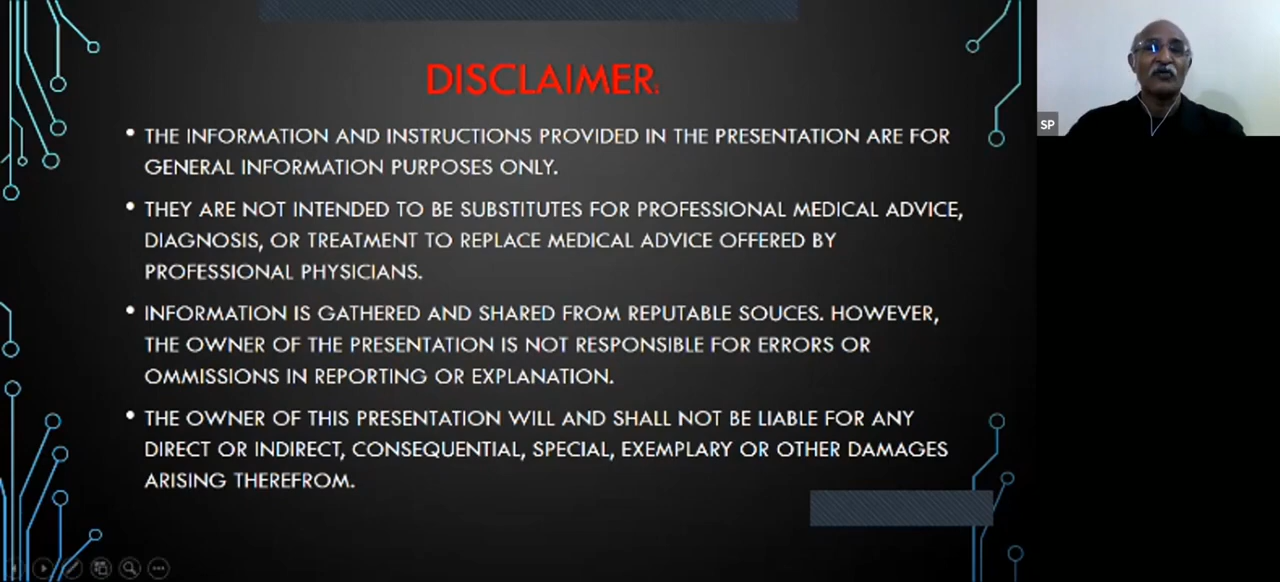 DISCLAIMER.
• THE INFORMATION AND INSTRUCTIONS PROVIDED IN THE PRESENTATION ARE FOR
GENERAL INFORMATION PURPOSES ONLY.
• THEY ARE NOT INTENDED TO BE SUBSTITUTES FOR PROFESSIONAL MEDICAL ADVICE,
DIAGNOSIS, OR TREATMENT TO REPLACE MEDICAL ADVICE OFFERED BY
PROFESSIONAL PHYSICIANS.
• INFORMATION IS GATHERED AND SHARED FROM REPUTABLE SOUCES. HOWEVER,
THE OWNER OF THE PRESENTATION IS NOT RESPONSIBLE FOR ERRORS OR
OMMISSIONS IN REPORTING OR EXPLANATION.
• THE OWNER OF THIS PRESENTATION WILL AND SHALL NOT BE LIABLE FOR ANY
DIRECT OR INDIRECT, CONSEQUENTIAL, SPECIAL, EXEMPLARY OR OTHER DAMAGES
ARISING THEREFROM.
SP